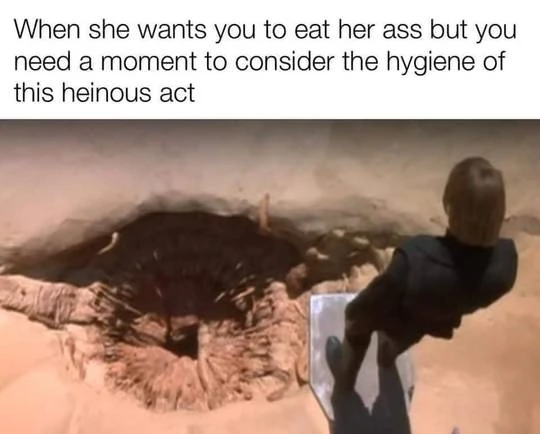 When she wants you to eat her ass but you
need a moment to consider the hygiene of
this heinous act